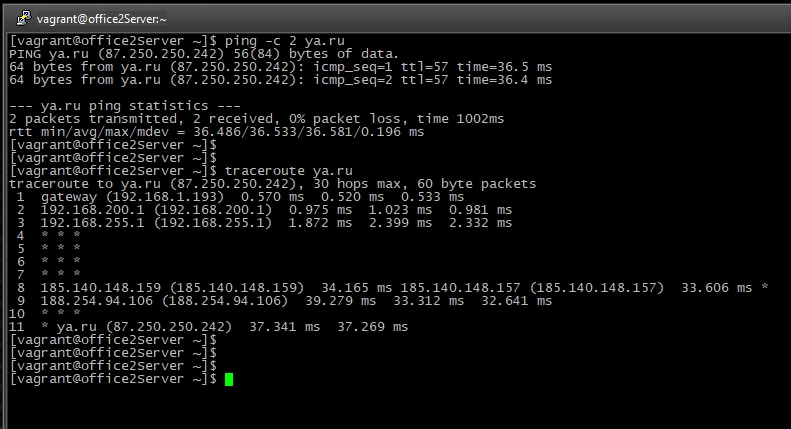 vagrant@office2Server:~
[vagrant@office2Server ~]$ ping -c 2 ya.ru
PING ya.ru (87.250.250.242) 56(84) bytes of data.
64 bytes from ya.ru (87.250.250.242): icmp_seq=1 ttl=57 time=36.5 ms
64 bytes from ya.ru (87.250.250.242): icmp_seq=2 ttl=57 time=36.4 ms
--- ya.ru ping statistics ---
2 packets transmitted, 2 received, 0% packet loss, time 1002ms
rtt min/avg/max/mdev = 36.486/36.533/36.581/0.196 ms
[vagrant@office2Server ~]$
[vagrant@office2Server ~]$
[vagrant@office2Server ~]$ traceroute ya.ru
traceroute to ya.ru (87.250.250.242), 30 hops max, 60 byte packets
1 gateway (192.168.1.193) 0.570 ms 0.520 ms 0.533 ms
2 192.168.200.1 (192.168.200.1) 0.975 ms 1.023 ms 0.981 ms
3 192.168.255.1 (192.168.255.1) 1.872 ms 2.399 ms 2.332 ms
4 * * *
5 * * *
6 * * *
7 * * *
8 185.140.148.159 (185.140.148.159) 34.165 ms 185.140.148.157 (185.140.148.157) 33.606 ms *
9 188.254.94.106 (188.254.94.106) 39.279 ms 33.312 ms 32.641 ms
10 * * *
11 * ya.ru (87.250.250.242) 37.341 ms 37.269 ms
[vagrant@office2Server ~]$
[vagrant@office2Server ~]$
[vagrant@office2Server ~]$
[vagrant@office2Server ~]$